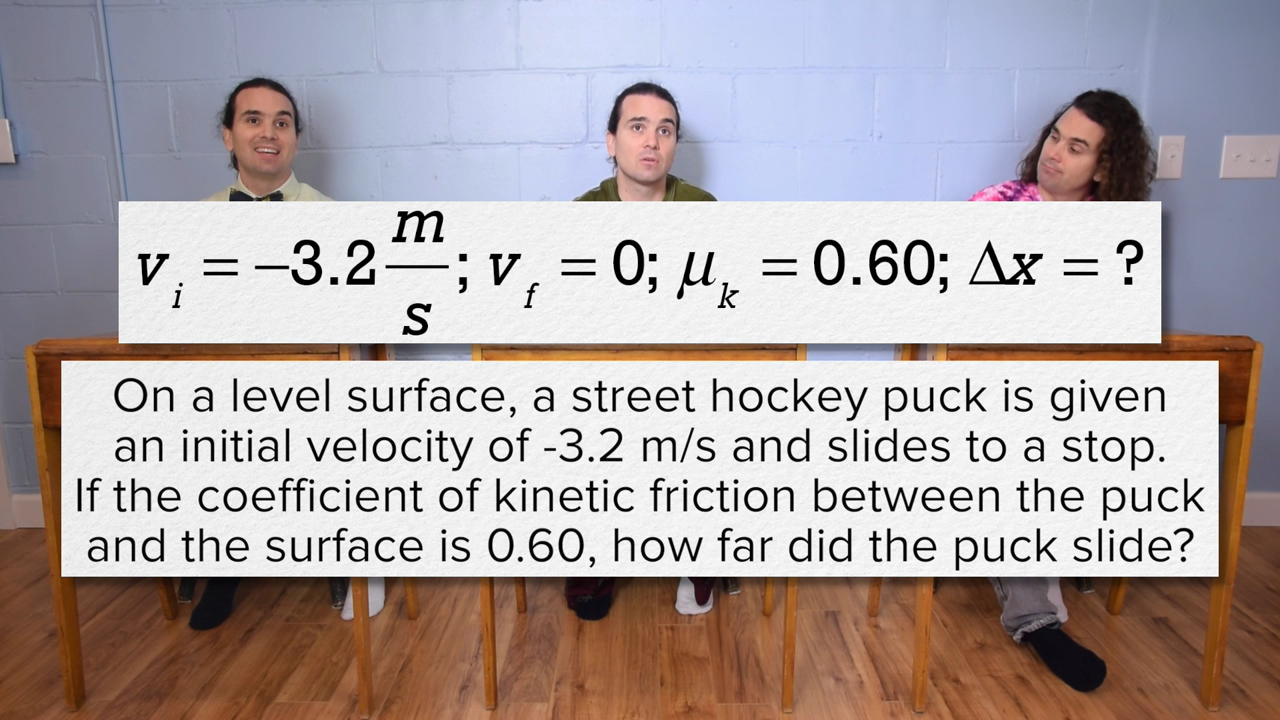 v_i = –3.2 m/s; v_f = 0; μ_k = 0.60; Δx = ?
On a level surface, a street hockey puck is given
an initial velocity of -3.2 m/s and slides to a stop.
If the coefficient of kinetic friction between the puck
and the surface is 0.60, how far did the puck slide?